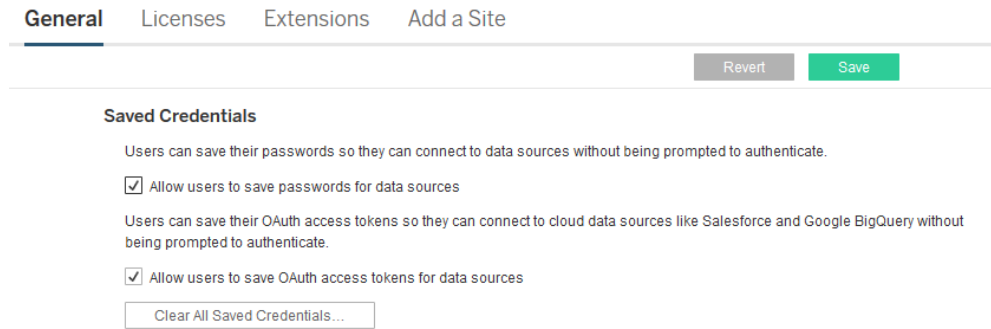 General Licenses Extensions Add a Site
Revert Save
Saved Credentials
Users can save their passwords so they can connect to data sources without being prompted to authenticate.
Allow users to save passwords for data sources
Users can save their OAuth access tokens so they can connect to cloud data sources like Salesforce and Google BigQuery without
being prompted to authenticate.
Allow users to save OAuth access tokens for data sources
Clear All Saved Credentials...